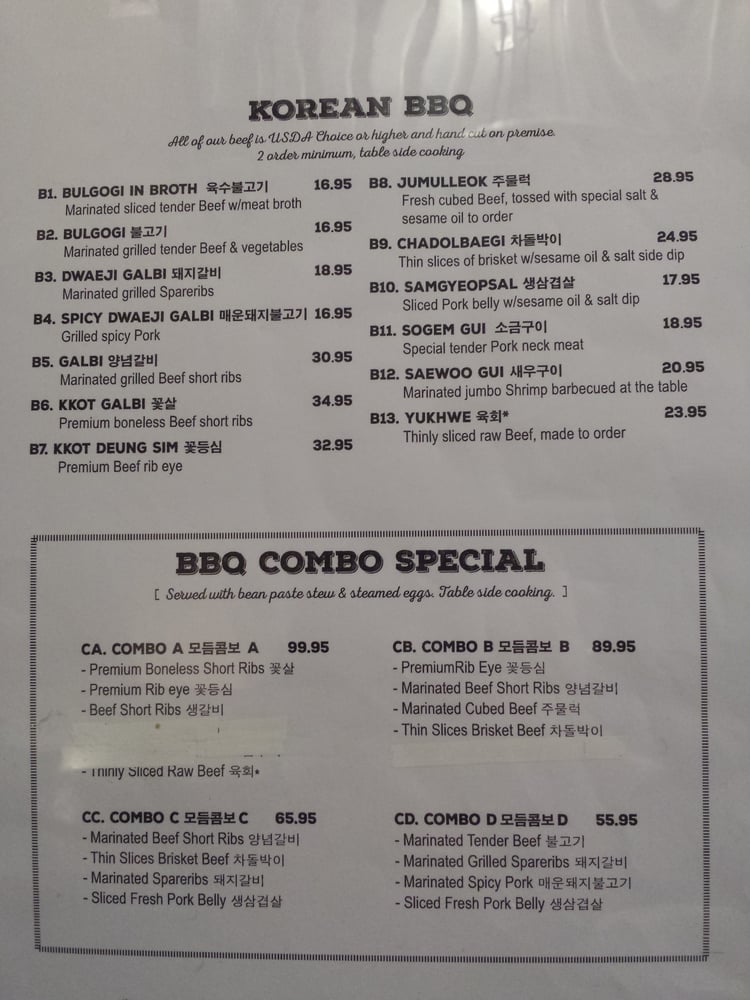 KOREAN BBQ
All of our beef is USDA Choice or higher and hand cut on premise.
2 order minimum, table side cooking
B1. BULGOGI IN BROTH 육수불고기 16.95
Marinated sliced tender Beef w/meat broth
B2. BULGOGI 불고기 16.95
Marinated grilled tender Beef & vegetables
B3. DWAEJI GALBI 돼지갈비 18.95
Marinated grilled Spareribs
B4. SPICY DWAEJI GALBI 매운돼지불고기 16.95
Grilled spicy Pork
B5. GALBI 양념갈비 30.95
Marinated grilled Beef short ribs
B6. KKOT GALBI 꽃살 34.95
Premium boneless Beef short ribs
B7. KKOT DEUNG SIM 꽃등심 32.95
Premium Beef rib eye
B8. JUMULLEOK 주물럭 28.95
Fresh cubed Beef, tossed with special salt &
sesame oil to order
B9. CHADOLBAEGI 차돌박이 24.95
Thin slices of brisket w/sesame oil & salt side dip
B10. SAMGYEOPSAL 생삼겹살 17.95
Sliced Pork belly w/sesame oil & salt dip
B11. SOGEM GUI 소금구이 18.95
Special tender Pork neck meat
B12. SAEWOO GUI 새우구이 20.95
Marinated jumbo Shrimp barbecued at the table
B13. YUKHWE 육회* 23.95
Thinly sliced raw Beef, made to order
BBQ COMBO SPECIAL
[ Served with bean paste stew & steamed eggs. Table side cooking. ]
CA. COMBO A 모듬콤보 A 99.95
- Premium Boneless Short Ribs 꽃살
- Premium Rib eye 꽃등심
- Beef Short Ribs 생갈비
- Thinly Sliced Raw Beef 육회*
CB. COMBO B 모듬콤보 B 89.95
- PremiumRib Eye 꽃등심
- Marinated Beef Short Ribs 양념갈비
- Marinated Cubed Beef 주물럭
- Thin Slices Brisket Beef 차돌박이
CC. COMBO C 모듬콤보 C 65.95
- Marinated Beef Short Ribs 양념갈비
- Thin Slices Brisket Beef 차돌박이
- Marinated Spareribs 돼지갈비
- Sliced Fresh Pork Belly 생삼겹살
CD. COMBO D 모듬콤보 D 55.95
- Marinated Tender Beef 불고기
- Marinated Grilled Spareribs 돼지갈비
- Marinated Spicy Pork 매운돼지불고기
- Sliced Fresh Pork Belly 생삼겹살